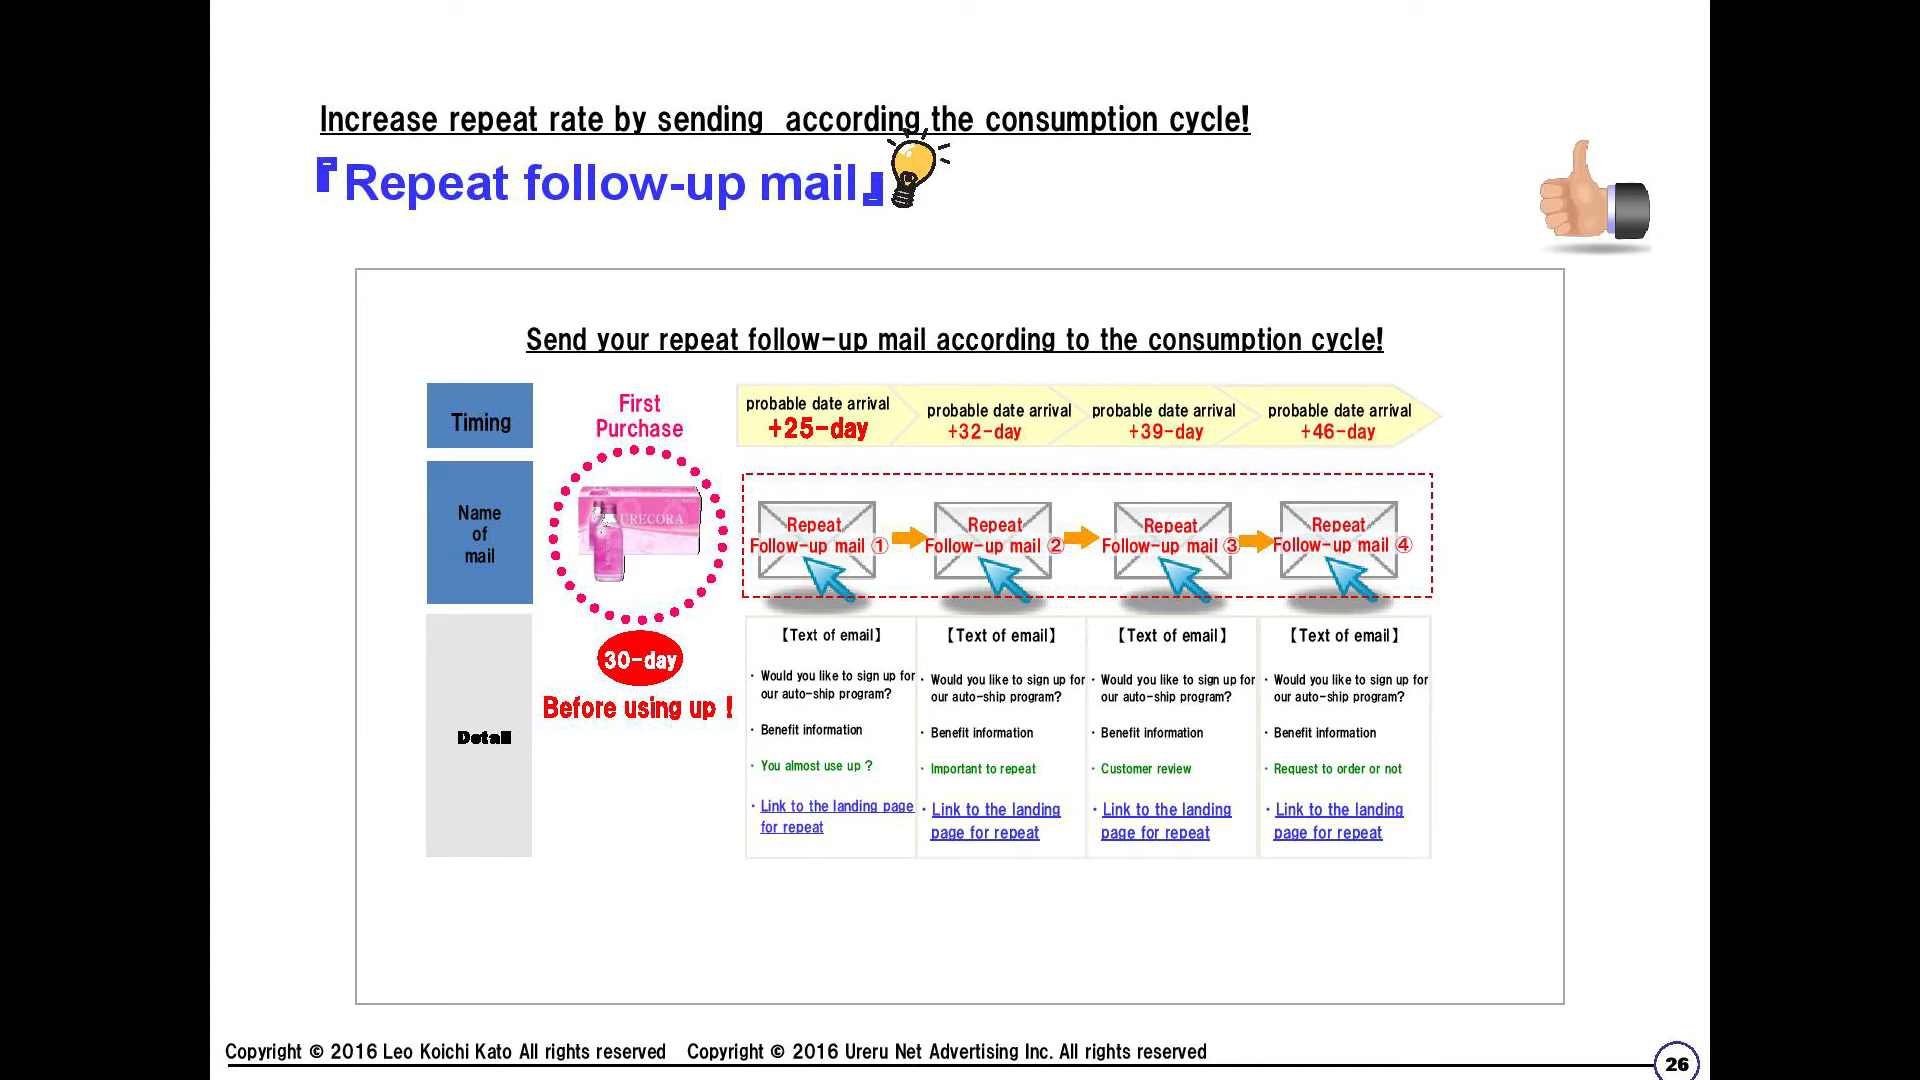 Increase repeat rate by sending  according the consumption cycle!
『Repeat follow-up mail』
Send your repeat follow-up mail according to the consumption cycle!
Timing
First
Purchase
probable date arrival
+25-day
probable date arrival
+32-day
probable date arrival
+39-day
probable date arrival
+46-day
Name
of
mail
URECORA
Repeat
Follow-up mail ①
Repeat
Follow-up mail ②
Repeat
Follow-up mail ③
Repeat
Follow-up mail ④
30-day
Before using up !
Detail
【Text of email】
・Would you like to sign up for
our auto-ship program?
・Benefit information
・You almost use up ?
・Link to the landing page
for repeat
【Text of email】
・Would you like to sign up for
our auto-ship program?
・Benefit information
・Important to repeat
・Link to the landing
page for repeat
【Text of email】
・Would you like to sign up for
our auto-ship program?
・Benefit information
・Customer review
・Link to the landing
page for repeat
【Text of email】
・Would you like to sign up for
our auto-ship program?
・Benefit information
・Request to order or not
・Link to the landing
page for repeat
Copyright © 2016 Leo Koichi Kato All rights reserved   Copyright © 2016 Ureru Net Advertising Inc. All rights reserved
26